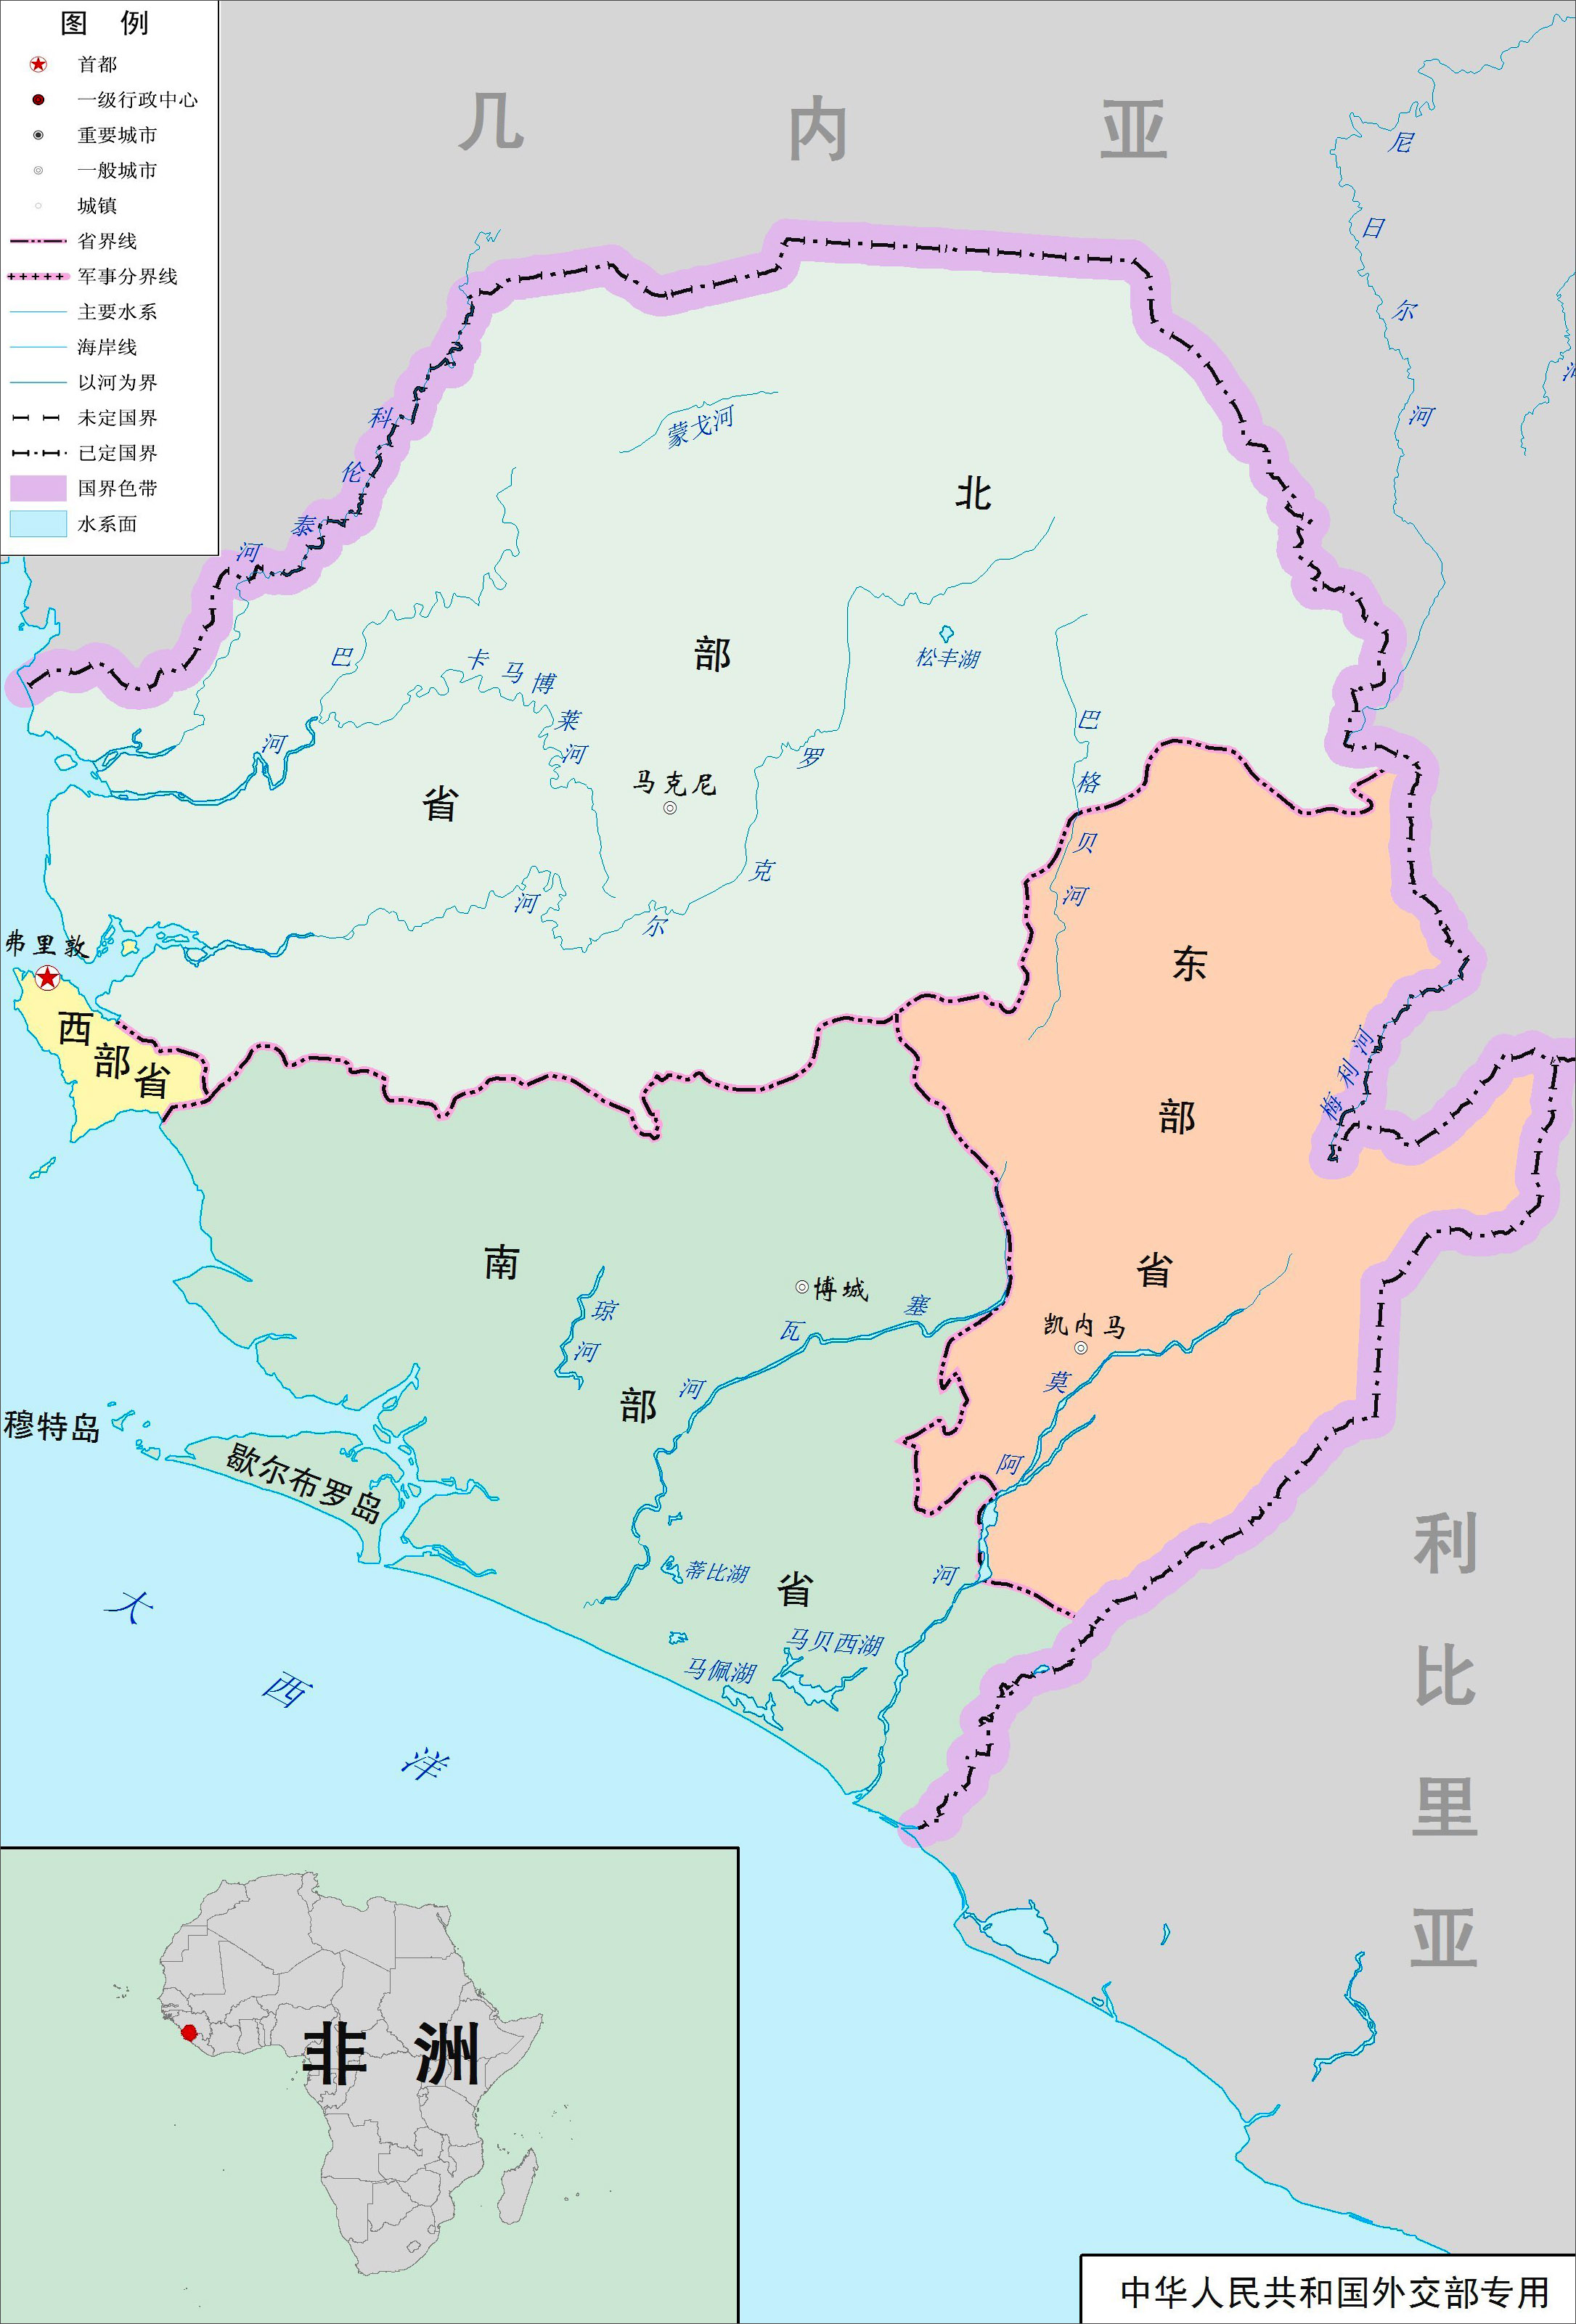 图 例
首都
一级行政中心
重要城市
一般城市
城镇
省界线
军事分界线
主要水系
海岸线
以河为界
未定国界
已定国界
国界色带
水系面
几 内 亚
尼日尔河
河
科伦泰河
蒙戈河
北部省
巴河
卡马博莱河
松丰湖
罗克尔河
巴格贝河
马克尼
弗里敦
西部省
东部省
梅利河
南部省
琼河
博城
塞瓦河
凯内马
莫阿河
穆特岛
歇尔布罗岛
蒂比湖
马贝西湖
马佩湖
大西洋
利比里亚
非 洲
中华人民共和国外交部专用